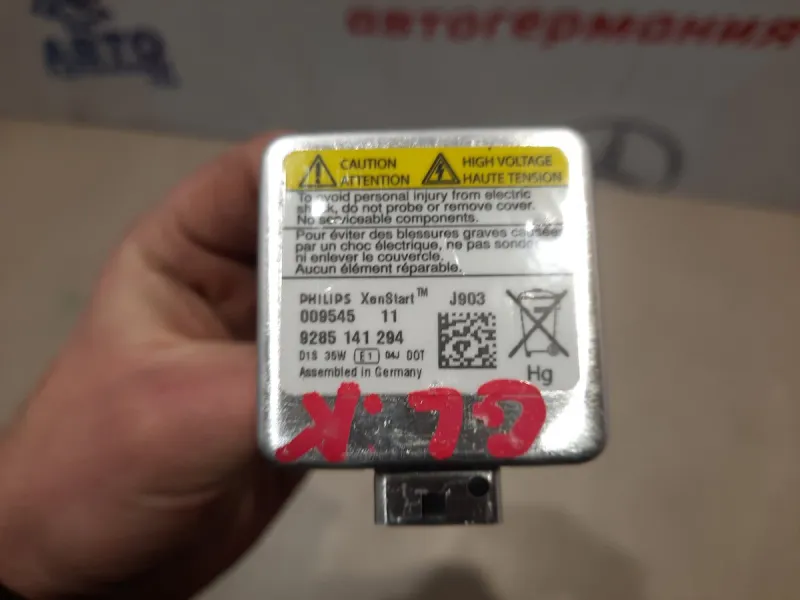 АВТО
автогермания
CAUTION
ATTENTION
HIGH VOLTAGE
HAUTE TENSION
To avoid personal injury from electric
shock, do not probe or remove cover.
No serviceable components.
Pour éviter des blessures graves causées
par un choc électrique, ne pas sonder
ni enlever le couvercle.
Aucun élément réparable.
PHILIPS XenStart™ J903
009545 11
9285 141 294
D1S 35W E1 04J DOT
Assembled in Germany
Hg
GL.K